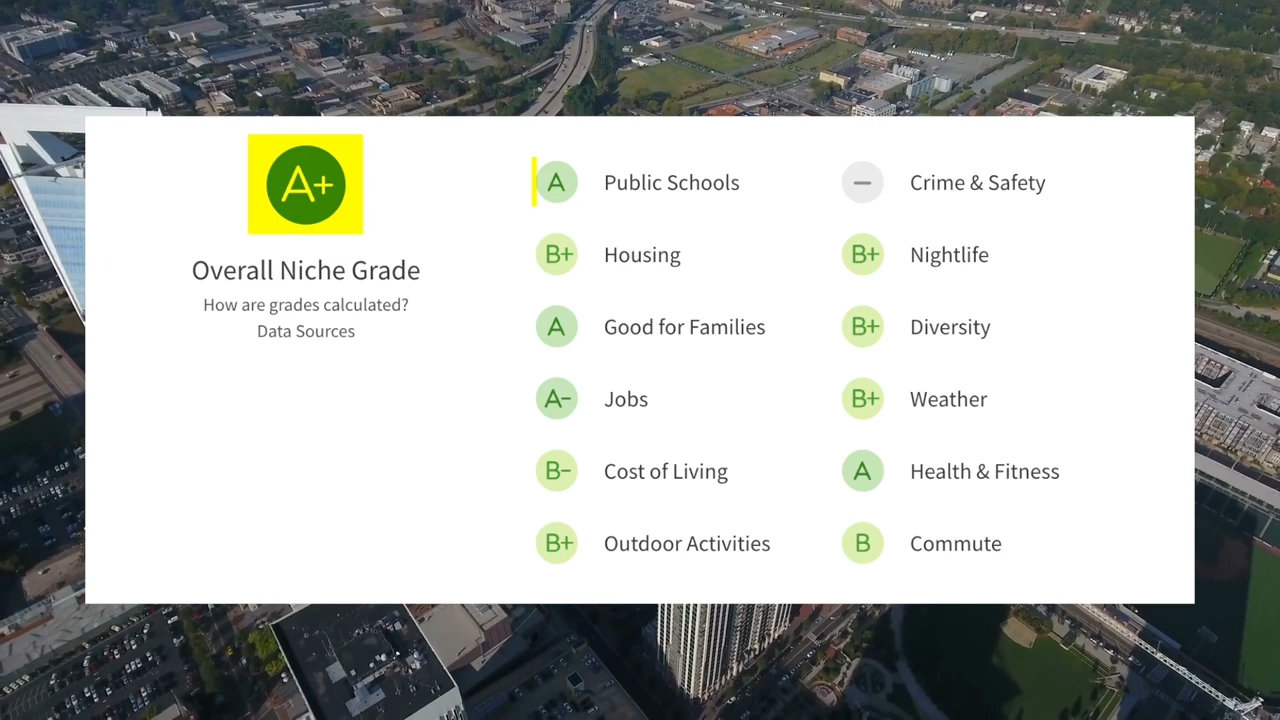 A+
Overall Niche Grade
How are grades calculated?
Data Sources
A Public Schools
B+ Housing
A Good for Families
A- Jobs
B- Cost of Living
B+ Outdoor Activities
– Crime & Safety
B+ Nightlife
B+ Diversity
B+ Weather
A Health & Fitness
B Commute